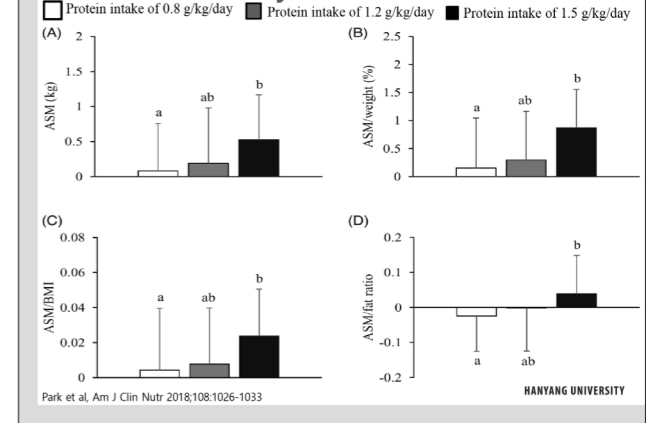 Protein intake of 0.8 g/kg/day Protein intake of 1.2 g/kg/day Protein intake of 1.5 g/kg/day
(A)
2
1.5
1
0.5
0
ASM (kg)
a
ab
b
(B)
2.5
2
1.5
1
0.5
0
ASM/weight (%)
a
ab
b
(C)
0.08
0.06
0.04
0.02
0
ASM/BMI
a
ab
b
(D)
0.2
0.1
0
-0.1
-0.2
ASM/fat ratio
a
ab
b
Park et al, Am J Clin Nutr 2018;108:1026-1033
HANYANG UNIVERSITY